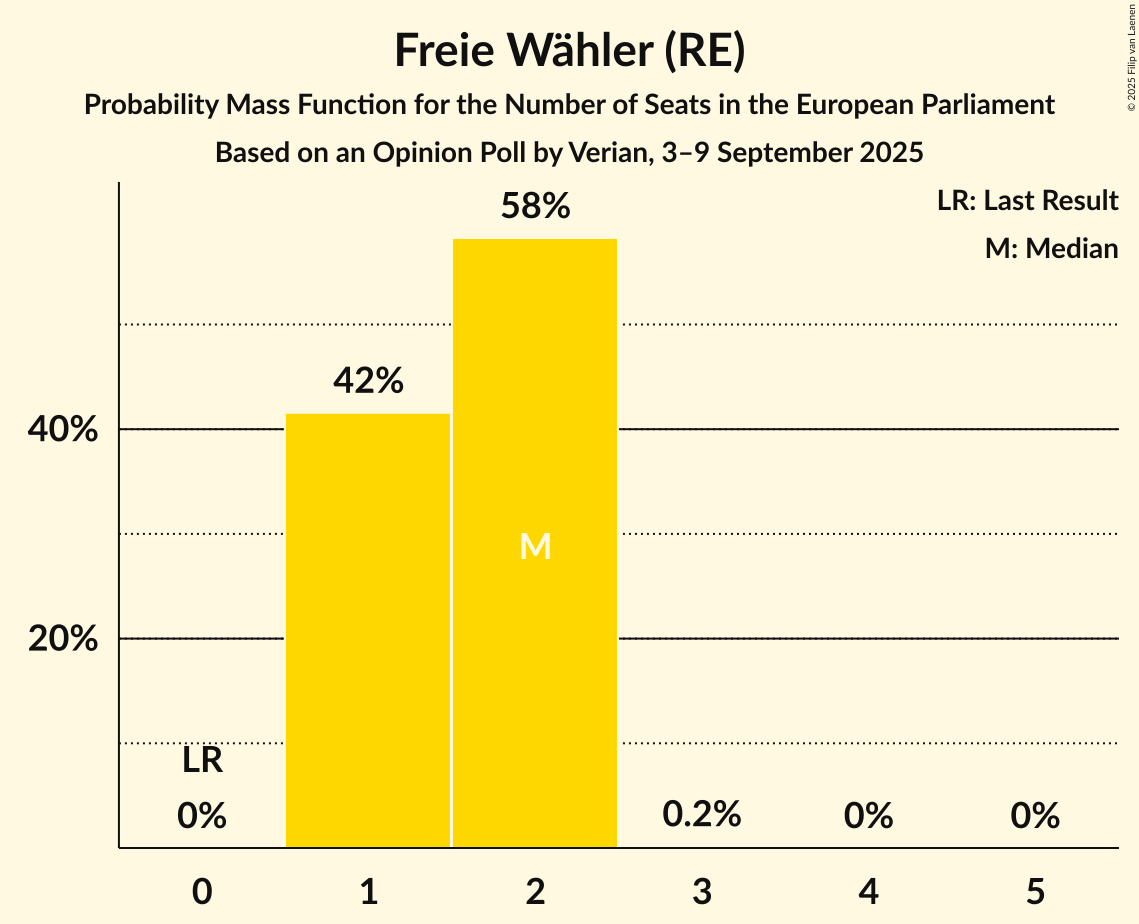 Freie Wähler (RE)
Probability Mass Function for the Number of Seats in the European Parliament
Based on an Opinion Poll by Verian, 3–9 September 2025
© 2025 Filip van Laenen
LR: Last Result
M: Median
58%
42%
40%
M
20%
LR
0%
0.2%
0%
0%
0
1
2
3
4
5